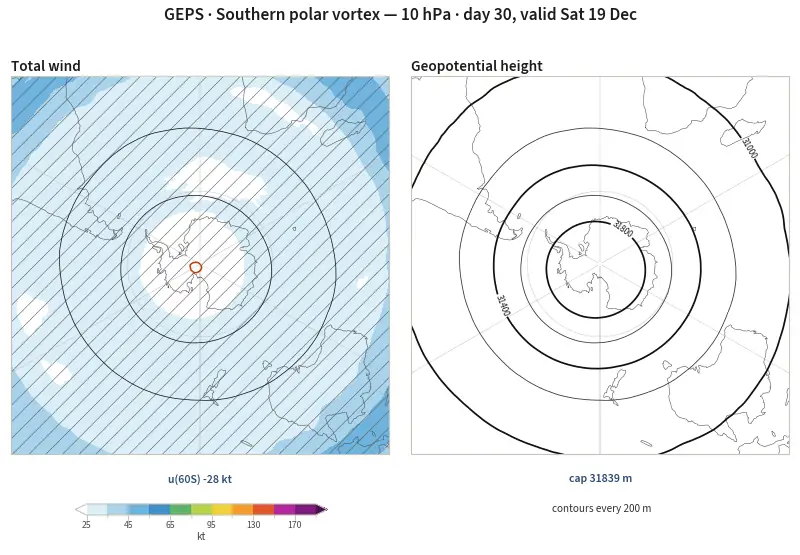 GEPS · Southern polar vortex — 10 hPa · day 30, valid Sat 19 Dec
Total wind
Geopotential height
31000
31800
31400
u(60S) -28 kt
cap 31839 m
contours every 200 m
25 45 65 95 130 170
kt